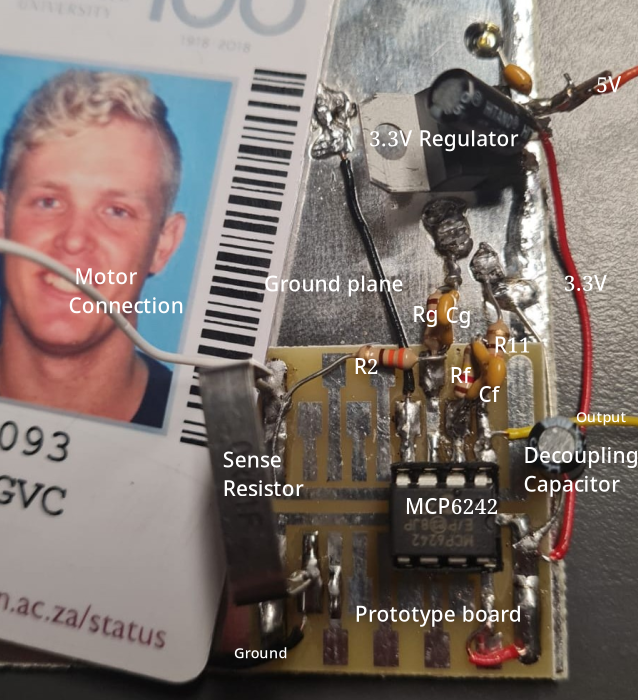 UNIVERSITY
100
1918·2018
5V
3.3V Regulator
Motor
Connection
Ground plane
3.3V
Rg Cg
R11
R2
Rf
Cf
Output
093
GVC
Sense
Resistor
Decoupling
Capacitor
MCP6242
MCP6242
E/P
Prototype board
n.ac.za/status
Ground